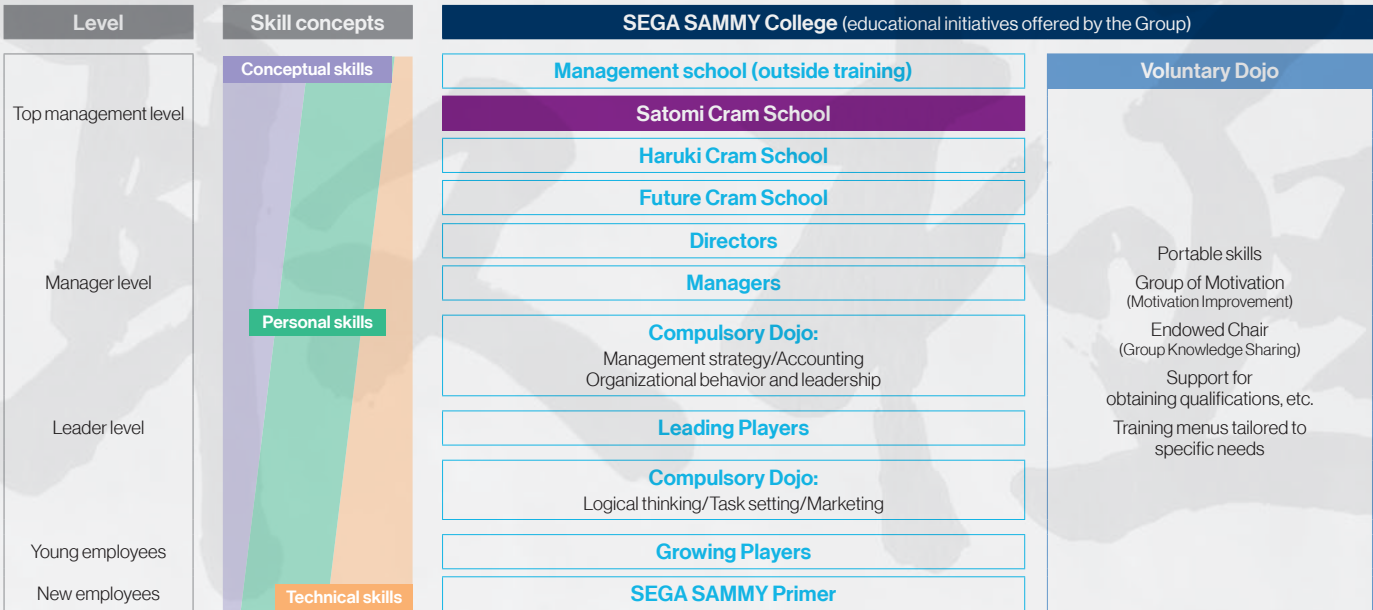 Level
Skill concepts
SEGA SAMMY College (educational initiatives offered by the Group)
Top management level
Manager level
Leader level
Young employees
New employees
Conceptual skills
Personal skills
Technical skills
Management school (outside training)
Satomi Cram School
Haruki Cram School
Future Cram School
Directors
Managers
Compulsory Dojo:
Management strategy/Accounting
Organizational behavior and leadership
Leading Players
Compulsory Dojo:
Logical thinking/Task setting/Marketing
Growing Players
SEGA SAMMY Primer
Voluntary Dojo
Portable skills
Group of Motivation
(Motivation Improvement)
Endowed Chair
(Group Knowledge Sharing)
Support for
obtaining qualifications, etc.
Training menus tailored to
specific needs